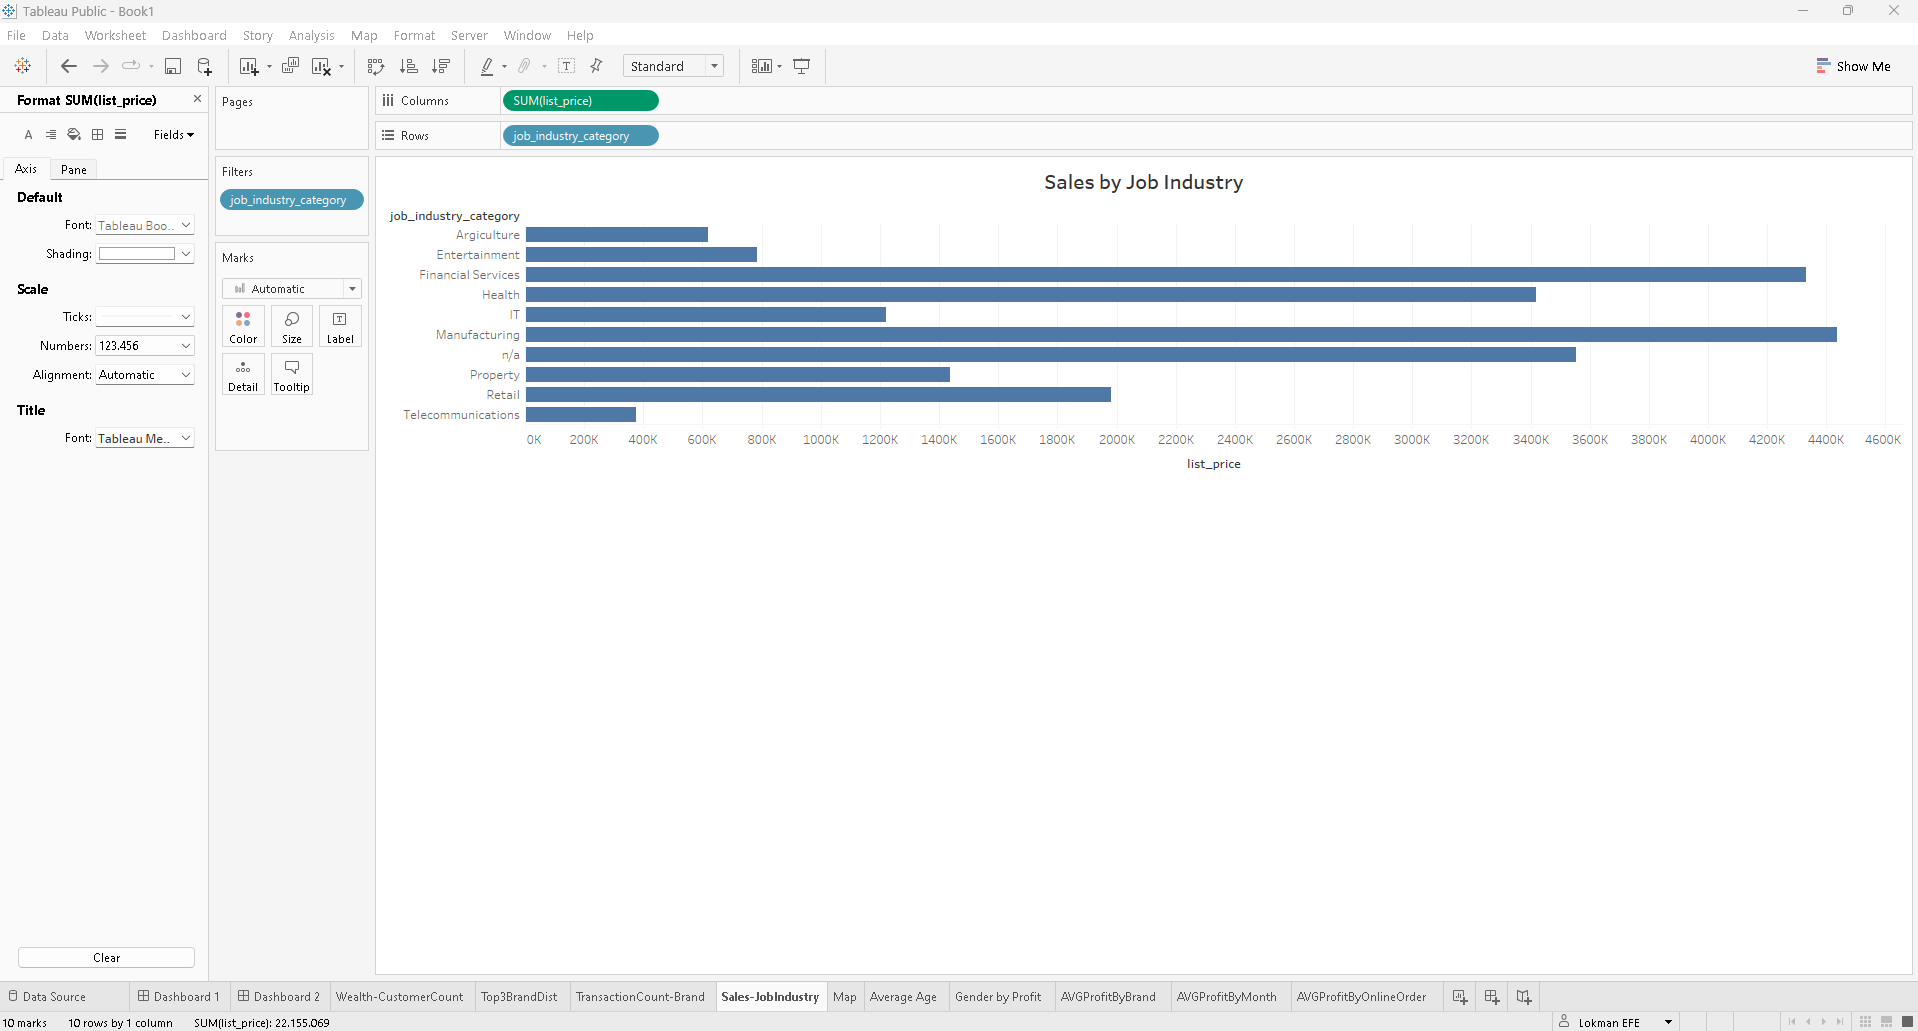 Tableau Public - Book1
File Data Worksheet Dashboard Story Analysis Map Format Server Window Help
Standard
Show Me
Format SUM(list_price)
Fields
Axis Pane
Default
Font: Tableau Boo..
Shading:
Scale
Ticks:
Numbers: 123.456
Alignment: Automatic
Title
Font: Tableau Me..
Clear
Pages
Filters
job_industry_category
Marks
Automatic
Color Size Label
Detail Tooltip
Columns SUM(list_price)
Rows job_industry_category
Sales by Job Industry
job_industry_category
Argiculture
Entertainment
Financial Services
Health
IT
Manufacturing
n/a
Property
Retail
Telecommunications
0K 200K 400K 600K 800K 1000K 1200K 1400K 1600K 1800K 2000K 2200K 2400K 2600K 2800K 3000K 3200K 3400K 3600K 3800K 4000K 4200K 4400K 4600K
list_price
Data Source Dashboard 1 Dashboard 2 Wealth-CustomerCount Top3BrandDist TransactionCount-Brand Sales-JobIndustry Map Average Age Gender by Profit AVGProfitByBrand AVGProfitByMonth AVGProfitByOnlineOrder
10 marks 10 rows by 1 column SUM(list_price): 22.155.069 Lokman EFE